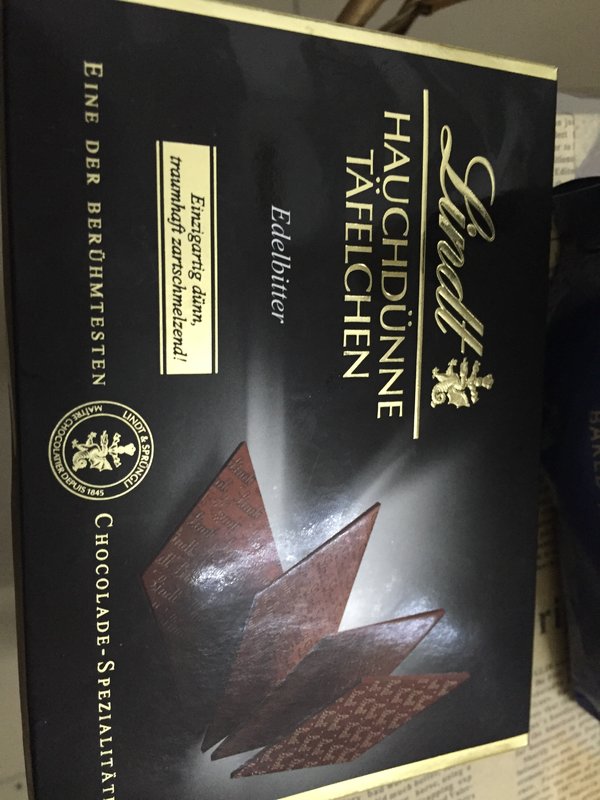 Lindt
HAUCHDÜNNE
TÄFELCHEN
Edelbitter
Einzigartig dünn,
traumhaft zartschmelzend!
EINE DER BERÜHMTESTEN
LINDT & SPRÜNGLI
MAÎTRE CHOCOLATIER DEPUIS 1845
CHOCOLADE-SPEZIALITÄT